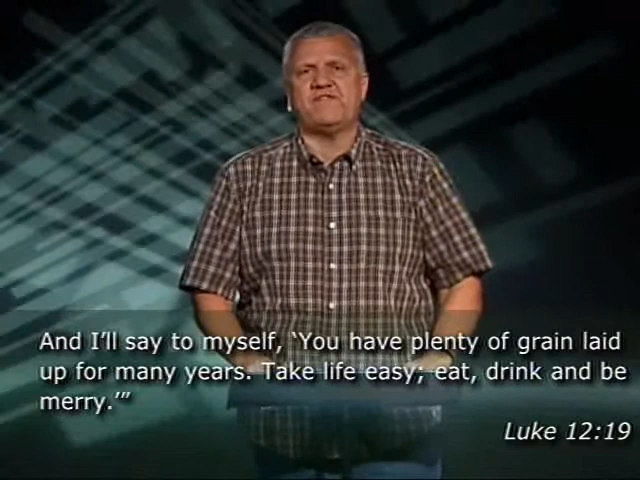 And I'll say to myself, ‘You have plenty of grain laid
up for many years. Take life easy; eat, drink and be
merry.’”
Luke 12:19